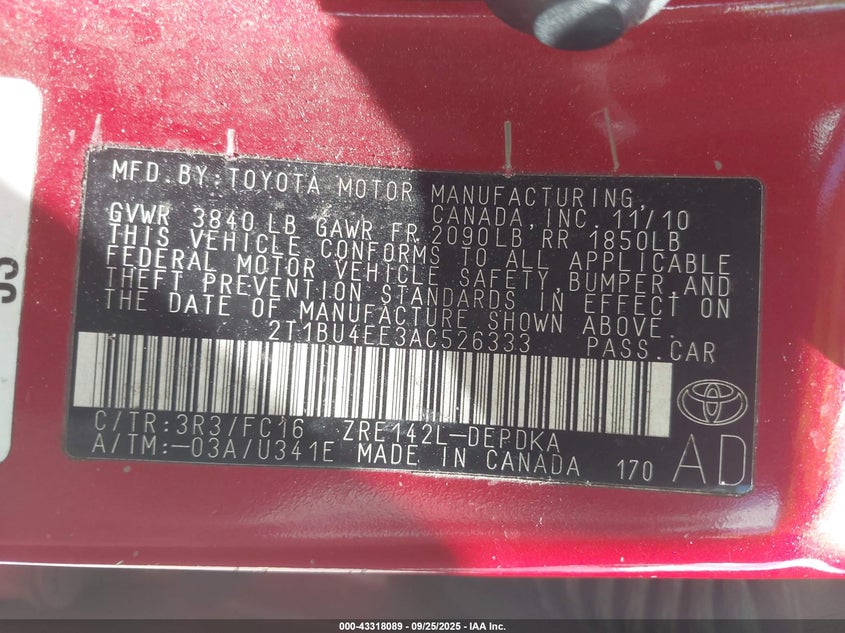 MFD.BY:TOYOTA MOTOR MANUFACTURING,
CANADA, INC. 11/10
GVWR 3840 LB GAWR FR 2090LB RR 1850LB
THIS VEHICLE CONFORMS TO ALL APPLICABLE
FEDERAL MOTOR VEHICLE SAFETY, BUMPER, AND
THEFT PREVENTION STANDARDS IN EFFECT ON
THE DATE OF MANUFACTURE SHOWN ABOVE.
2T1BU4EE3AC526333 PASS.CAR
C/TR:3R3/FC16 ZRE142L-DEPDKA
A/TM:-03A/U341E MADE IN CANADA 170
AD
000-43318089 - 09/25/2025 - IAA Inc.